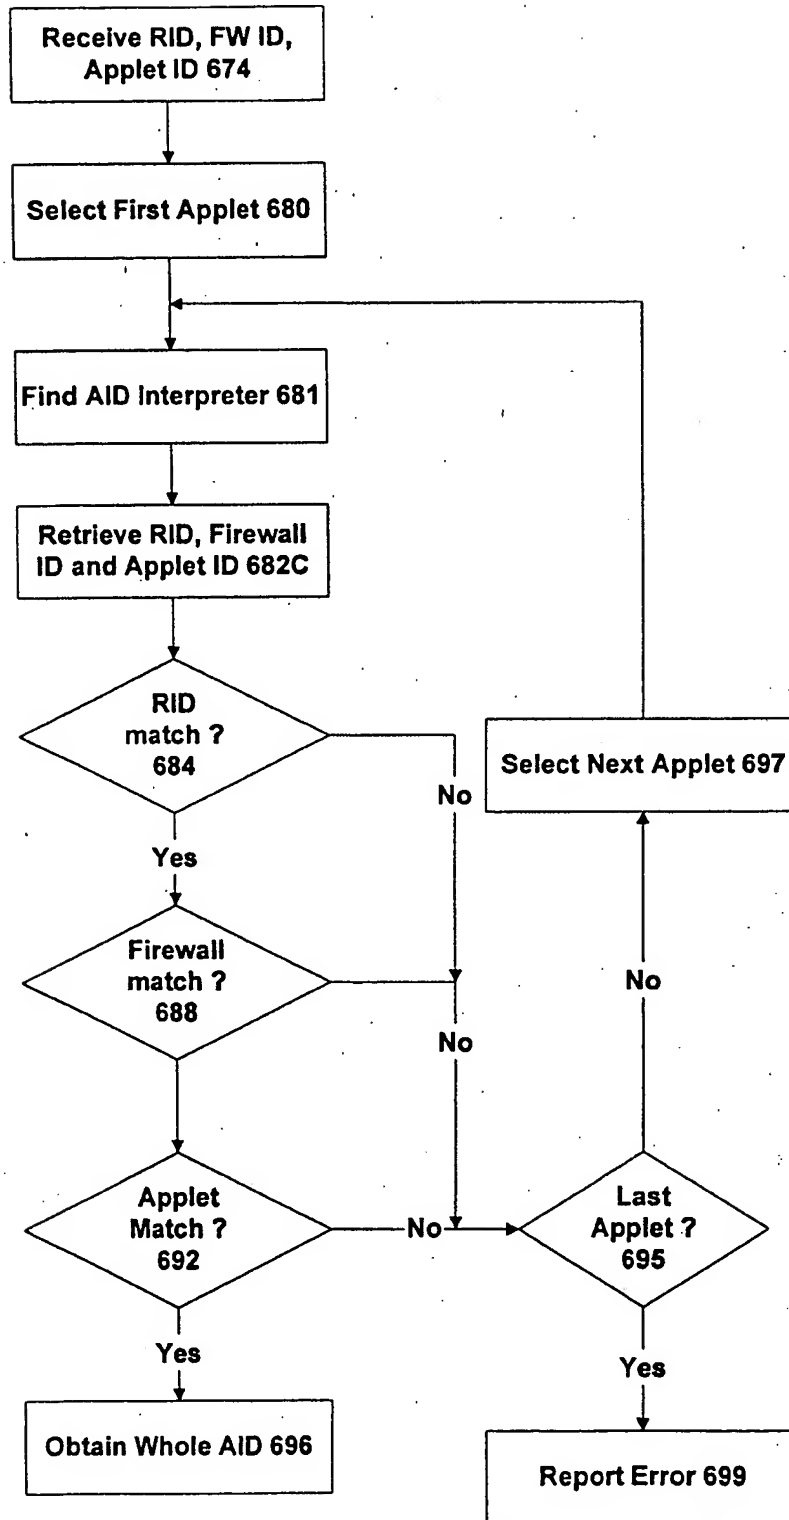 Receive RID, FW ID,
Applet ID 674
Select First Applet 680
Find AID Interpreter 681
Retrieve RID, Firewall
ID and Applet ID 682C
RID
match ?
684
No
Select Next Applet 697
Yes
Firewall
match ?
688
No
No
Applet
Match ?
692
No
Last
Applet ?
695
Yes
Yes
Obtain Whole AID 696
Report Error 699